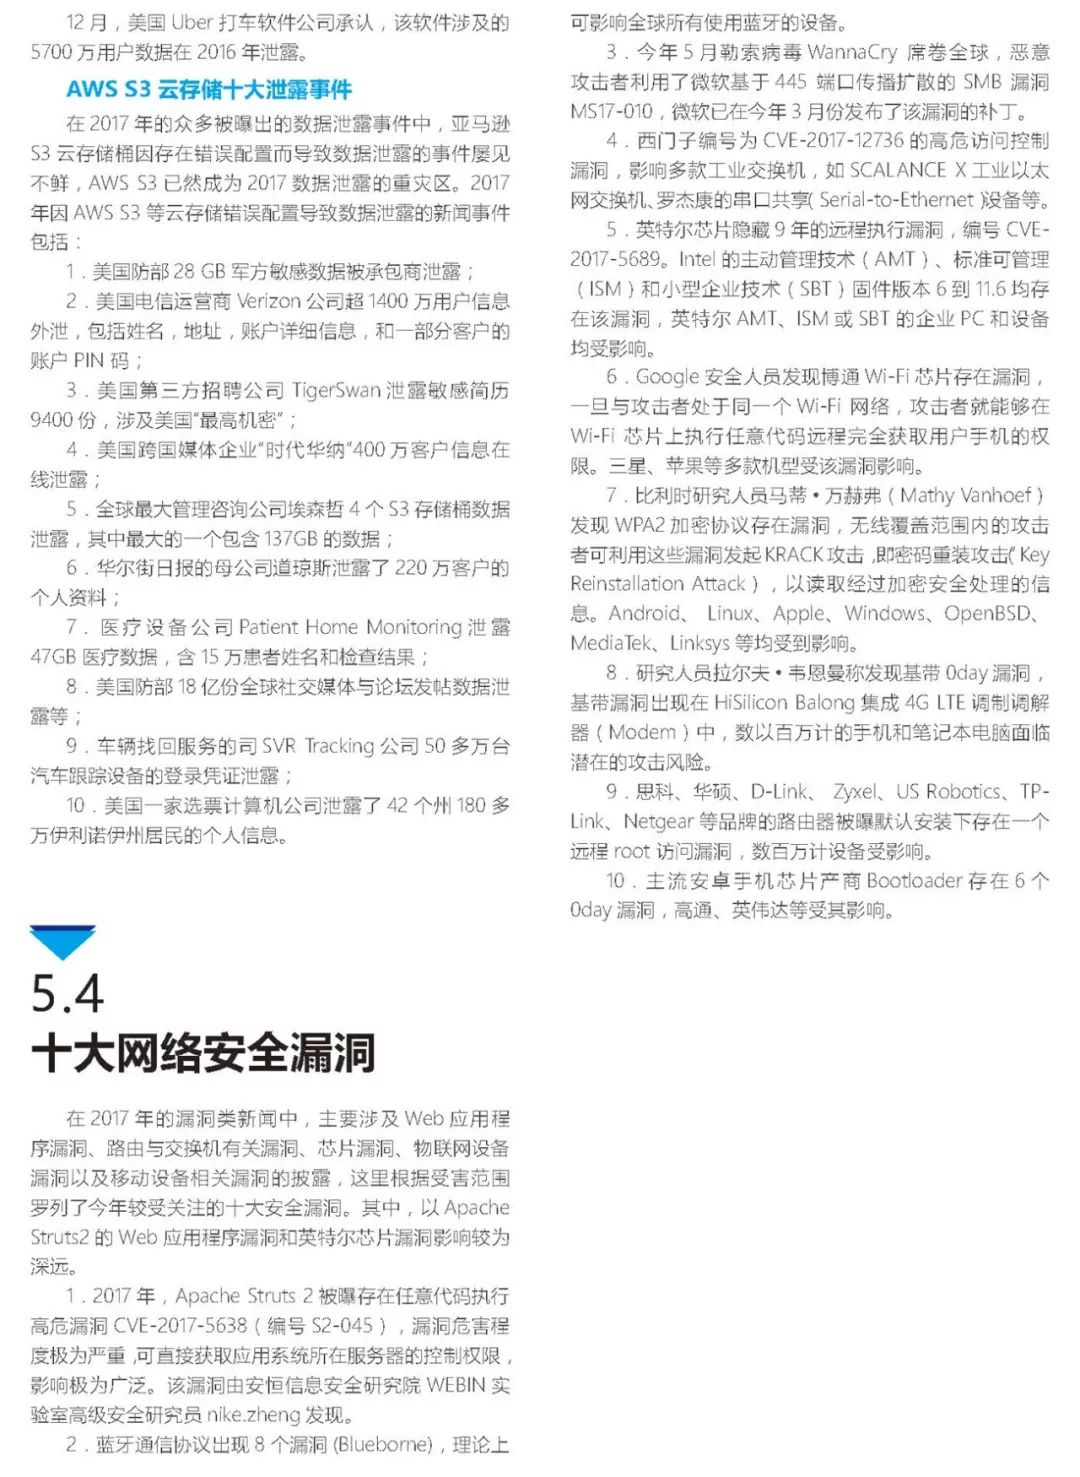 12 月，美国 Uber 打车软件公司承认，该软件涉及的
5700 万用户数据在 2016 年泄露。
AWS S3 云存储十大泄露事件
在 2017 年的众多被曝出的数据泄露事件中，亚马逊
S3 云存储桶因存在错误配置而导致数据泄露的事件屡见
不鲜，AWS S3 已然成为 2017 数据泄露的重灾区。2017
年因 AWS S3 等云存储错误配置导致数据泄露的新闻事件
包括：
1．美国防部 28 GB 军方敏感数据被承包商泄露；
2．美国电信运营商 Verizon 公司超 1400 万用户信息
外泄，包括姓名，地址，账户详细信息，和一部分客户的
账户 PIN 码；
3．美国第三方招聘公司 TigerSwan 泄露敏感简历
9400 份，涉及美国“最高机密”；
4．美国跨国媒体企业“时代华纳”400 万客户信息在
线泄露；
5．全球最大管理咨询公司埃森哲 4 个 S3 存储桶数据
泄露，其中最大的一个包含 137GB 的数据；
6．华尔街日报的母公司道琼斯泄露了 220 万客户的
个人资料；
7．医疗设备公司 Patient Home Monitoring 泄露
47GB 医疗数据，含 15 万患者姓名和检查结果；
8．美国防部 18 亿份全球社交媒体与论坛发帖数据泄
露等；
9．车辆找回服务的司 SVR Tracking 公司 50 多万台
汽车跟踪设备的登录凭证泄露；
10．美国一家选票计算机公司泄露了 42 个州 180 多
万伊利诺伊州居民的个人信息。
5.4
十大网络安全漏洞
在 2017 年的漏洞类新闻中，主要涉及 Web 应用程
序漏洞、路由与交换机有关漏洞、芯片漏洞、物联网设备
漏洞以及移动设备相关漏洞的披露，这里根据受害范围
罗列了今年较受关注的十大安全漏洞。其中，以 Apache
Struts2 的 Web 应用程序漏洞和英特尔芯片漏洞影响较为
深远。
1．2017 年，Apache Struts 2 被曝存在任意代码执行
高危漏洞 CVE-2017-5638（编号 S2-045），漏洞危害程
度极为严重，可直接获取应用系统所在服务器的控制权限，
影响极为广泛。该漏洞由安恒信息安全研究院 WEBIN 实
验室高级安全研究员 nike.zheng 发现。
2．蓝牙通信协议出现 8 个漏洞 (Blueborne)，理论上
可影响全球所有使用蓝牙的设备。
3．今年 5 月勒索病毒 WannaCry 席卷全球，恶意
攻击者利用了微软基于 445 端口传播扩散的 SMB 漏洞
MS17-010，微软已在今年 3 月份发布了该漏洞的补丁。
4．西门子编号为 CVE-2017-12736 的高危访问控制
漏洞，影响多款工业交换机，如 SCALANCE X 工业以太
网交换机、罗杰康的串口共享（Serial-to-Ethernet）设备等。
5．英特尔芯片隐藏 9 年的远程执行漏洞，编号 CVE-
2017-5689。Intel 的主动管理技术（AMT）、标准可管理
（ISM）和小型企业技术（SBT）固件版本 6 到 11.6 均存
在该漏洞，英特尔 AMT、ISM 或 SBT 的企业 PC 和设备
均受影响。
6．Google 安全人员发现博通 Wi-Fi 芯片存在漏洞，
一旦与攻击者处于同一个 Wi-Fi 网络，攻击者就能够在
Wi-Fi 芯片上执行任意代码远程完全获取用户手机的权
限。三星、苹果等多款机型受该漏洞影响。
7．比利时研究人员马蒂•万赫弗（Mathy Vanhoef）
发现 WPA2 加密协议存在漏洞，无线覆盖范围内的攻击
者可利用这些漏洞发起 KRACK 攻击，即密码重装攻击（Key
Reinstallation Attack），以读取经过加密安全处理的信
息。Android、 Linux、Apple、Windows、OpenBSD、
MediaTek、Linksys 等均受到影响。
8．研究人员拉尔夫•韦恩曼称发现基带 0day 漏洞，
基带漏洞出现在 HiSilicon Balong 集成 4G LTE 调制调解
器（Modem）中，数以百万计的手机和笔记本电脑面临
潜在的攻击风险。
9．思科、华硕、D-Link、 Zyxel、US Robotics、TP-
Link、Netgear 等品牌的路由器被曝默认安装下存在一个
远程 root 访问漏洞，数百万计设备受影响。
10．主流安卓手机芯片产商 Bootloader 存在 6 个
0day 漏洞，高通、英伟达等受其影响。